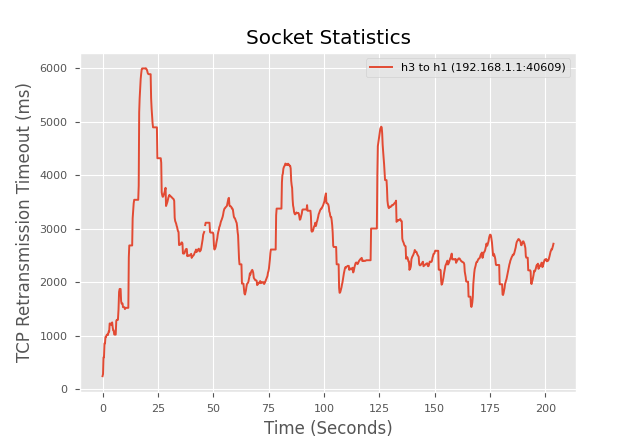 Socket Statistics
h3 to h1 (192.168.1.1:40609)
TCP Retransmission Timeout (ms)
6000
5000
4000
3000
2000
1000
0
0 25 50 75 100 125 150 175 200
Time (Seconds)